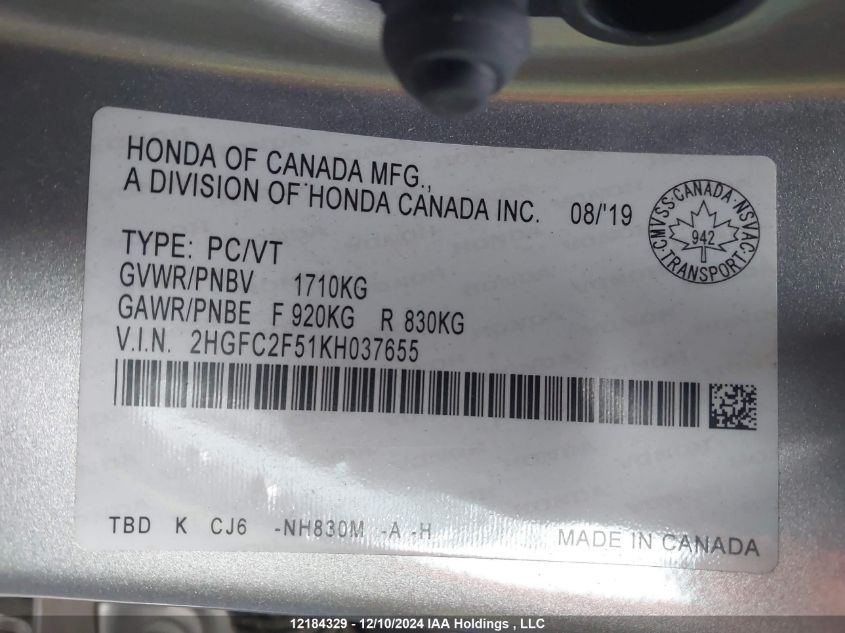 HONDA OF CANADA MFG.,
A DIVISION OF HONDA CANADA INC. 08/'19
CMVSS·CANADA·NSVAC
942
·TRANSPORT·
TYPE: PC/VT
GVWR/PNBV 1710KG
GAWR/PNBE F 920KG R 830KG
V.I.N. 2HGFC2F51KH037655
TBD K CJ6 -NH830M -A -H
MADE IN CANADA
12184329 - 12/10/2024 IAA Holdings , LLC